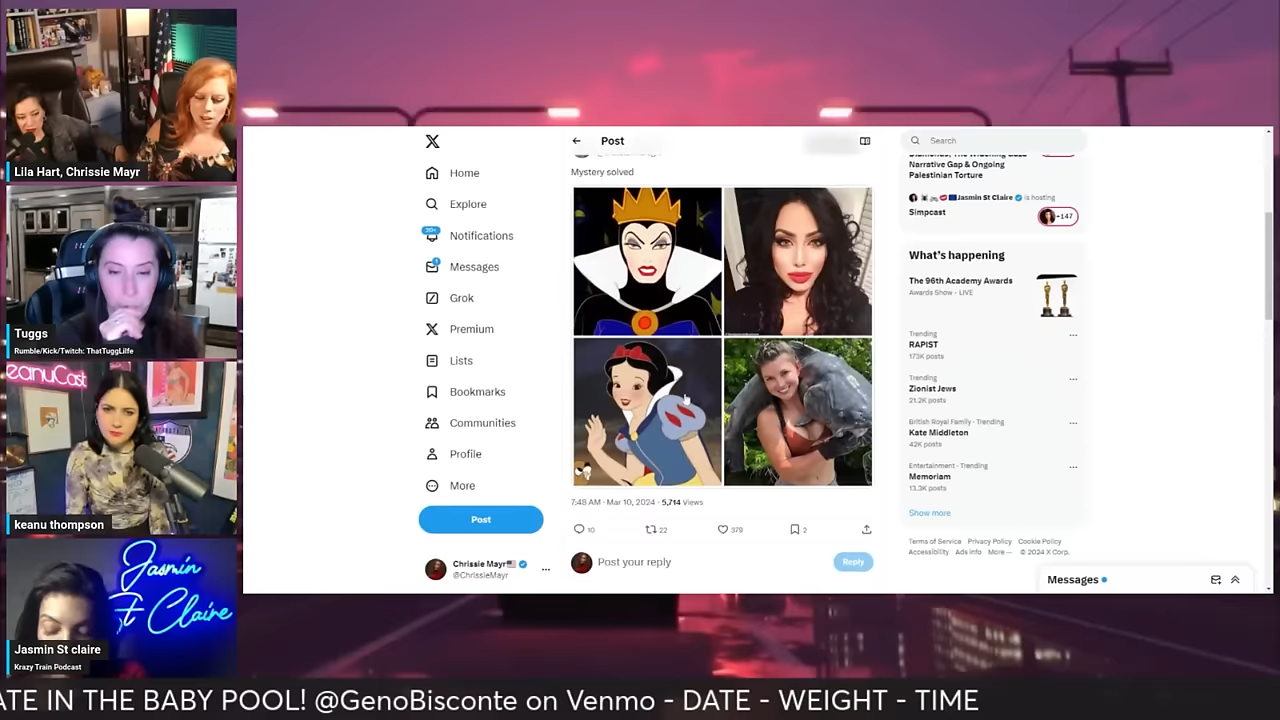 Lila Hart, Chrissie Mayr
Tuggs
Rumble/Kick/Twitch: ThatTuggLilfe
eanuCast
keanu thompson
Jasmin
St Claire
Jasmin St claire
Krazy Train Podcast
X
Home
Explore
20+
Notifications
1
Messages
Grok
Premium
Lists
Bookmarks
Communities
Profile
More
Post
Chrissie Mayr
@ChrissieMayr
Post
Mystery solved
7:48 AM · Mar 10, 2024 · 5,714 Views
10
22
379
2
Post your reply
Reply
Search
Narrative Gap & Ongoing
Palestinian Torture
Jasmin St Claire is hosting
Simpcast
+147
What's happening
The 96th Academy Awards
Awards Show · LIVE
Trending
RAPIST
173K posts
Trending
Zionist Jews
21.2K posts
British Royal Family · Trending
Kate Middleton
42K posts
Entertainment · Trending
Memoriam
13.3K posts
Show more
Terms of Service Privacy Policy Cookie Policy
Accessibility Ads info More ··· © 2024 X Corp.
Messages
ATE IN THE BABY POOL! @GenoBisconte on Venmo - DATE - WEIGHT - TIME